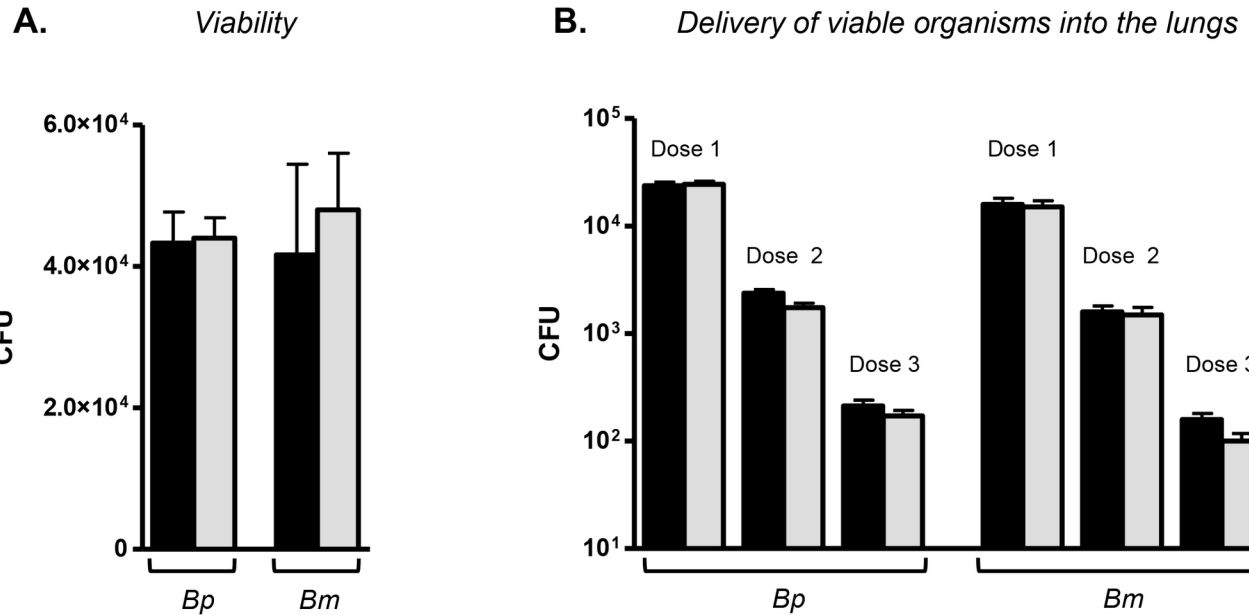 A. Viability
B. Delivery of viable organisms into the lungs
CFU
6.0×10⁴
4.0×10⁴
2.0×10⁴
0
Bp Bm
CFU
10⁵
10⁴
10³
10²
10¹
Dose 1
Dose 2
Dose 3
Dose 1
Dose 2
Dose 3
Bp Bm